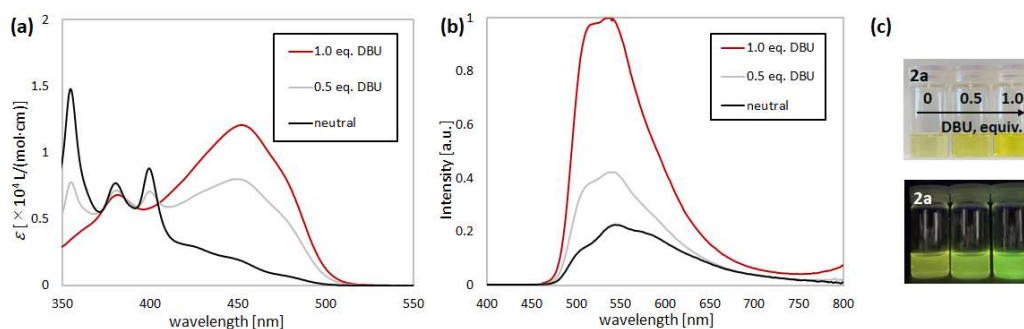 (a)
2
1.5
1
0.5
0
ε [×10⁴ L/(mol·cm)]
1.0 eq. DBU
0.5 eq. DBU
neutral
350 400 450 500 550
wavelength [nm]
(b)
1
0.8
0.6
0.4
0.2
0
Intensity [a.u.]
1.0 eq. DBU
0.5 eq. DBU
neutral
400 450 500 550 600 650 700 750 800
wavelength [nm]
(c)
2a
0 0.5 1.0
DBU, equiv.
2a